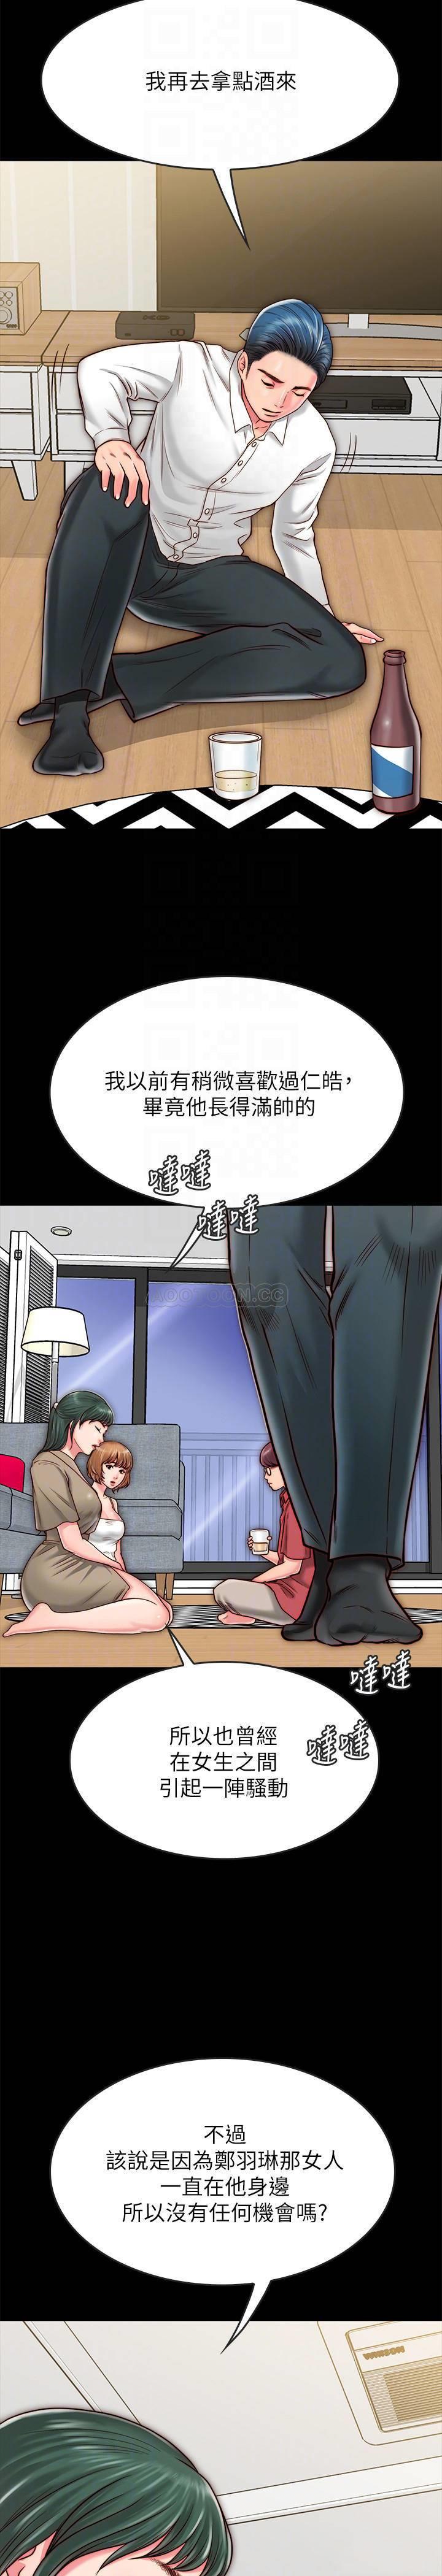 我再去拿點酒來
我以前有稍微喜歡過仁皓,
畢竟他長得滿帥的
噠噠
噠噠
噠噠
噠噠
所以也曾經
在女生之間
引起一陣騷動
不過
該說是因為鄭羽琳那女人
一直在他身邊
所以沒有任何機會嗎?